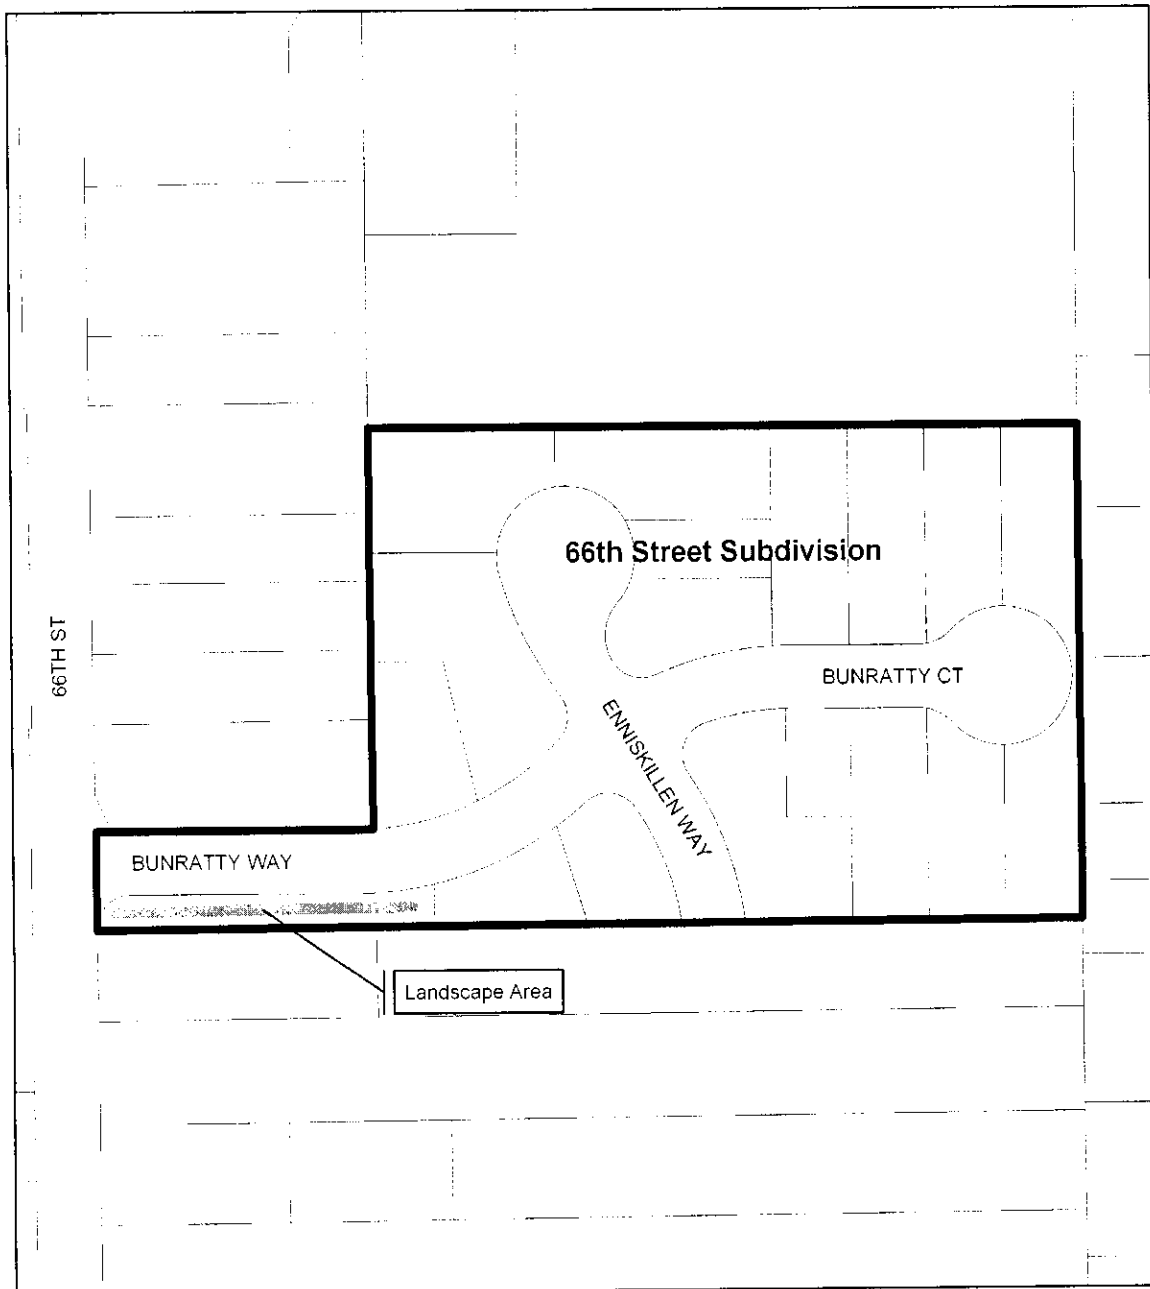 66th Street Subdivision
66TH ST
BUNRATTY CT
ENNISKILLEN WAY
BUNRATTY WAY
Landscape Area